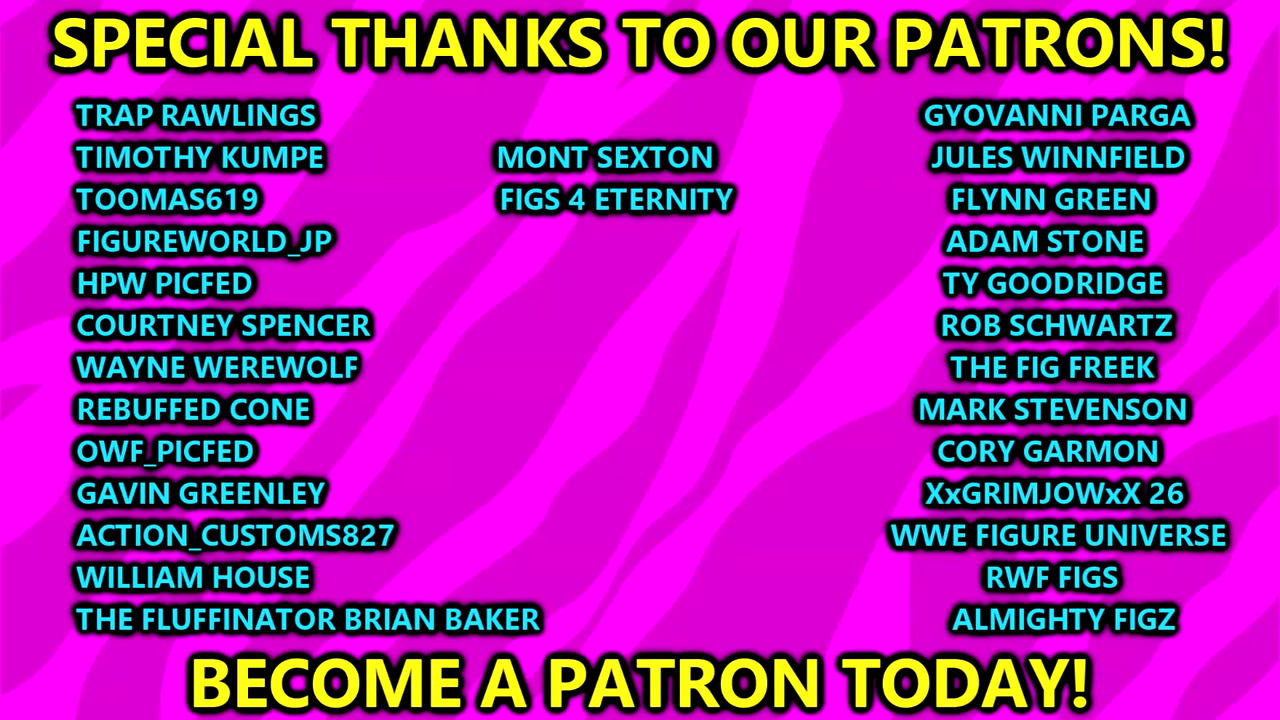 SPECIAL THANKS TO OUR PATRONS!
TRAP RAWLINGS
TIMOTHY KUMPE
TOOMAS619
FIGUREWORLD_JP
HPW PICFED
COURTNEY SPENCER
WAYNE WEREWOLF
REBUFFED CONE
OWF_PICFED
GAVIN GREENLEY
ACTION_CUSTOMS827
WILLIAM HOUSE
THE FLUFFINATOR BRIAN BAKER
MONT SEXTON
FIGS 4 ETERNITY
GYOVANNI PARGA
JULES WINNFIELD
FLYNN GREEN
ADAM STONE
TY GOODRIDGE
ROB SCHWARTZ
THE FIG FREEK
MARK STEVENSON
CORY GARMON
XxGRIMJOWxX 26
WWE FIGURE UNIVERSE
RWF FIGS
ALMIGHTY FIGZ
BECOME A PATRON TODAY!